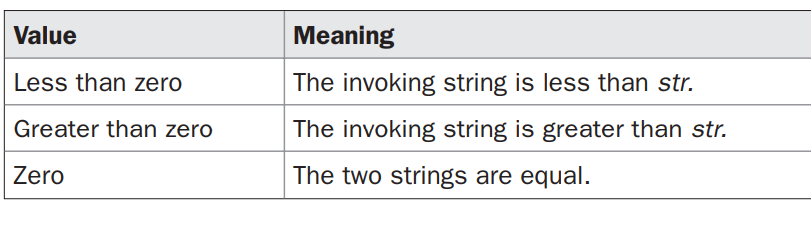 Value Meaning
Less than zero The invoking string is less than str.
Greater than zero The invoking string is greater than str.
Zero The two strings are equal.